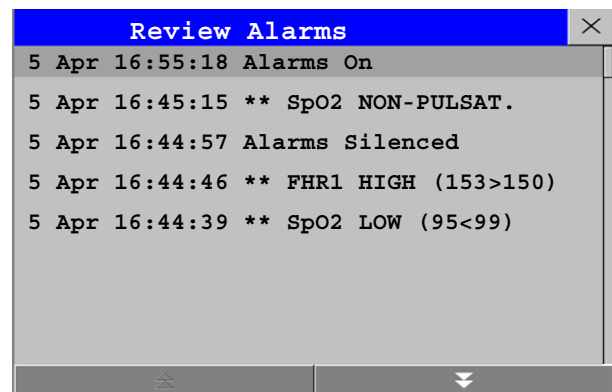 Review Alarms
5 Apr 16:55:18 Alarms On
5 Apr 16:45:15 ** SpO2 NON-PULSAT.
5 Apr 16:44:57 Alarms Silenced
5 Apr 16:44:46 ** FHR1 HIGH (153>150)
5 Apr 16:44:39 ** SpO2 LOW (95<99)